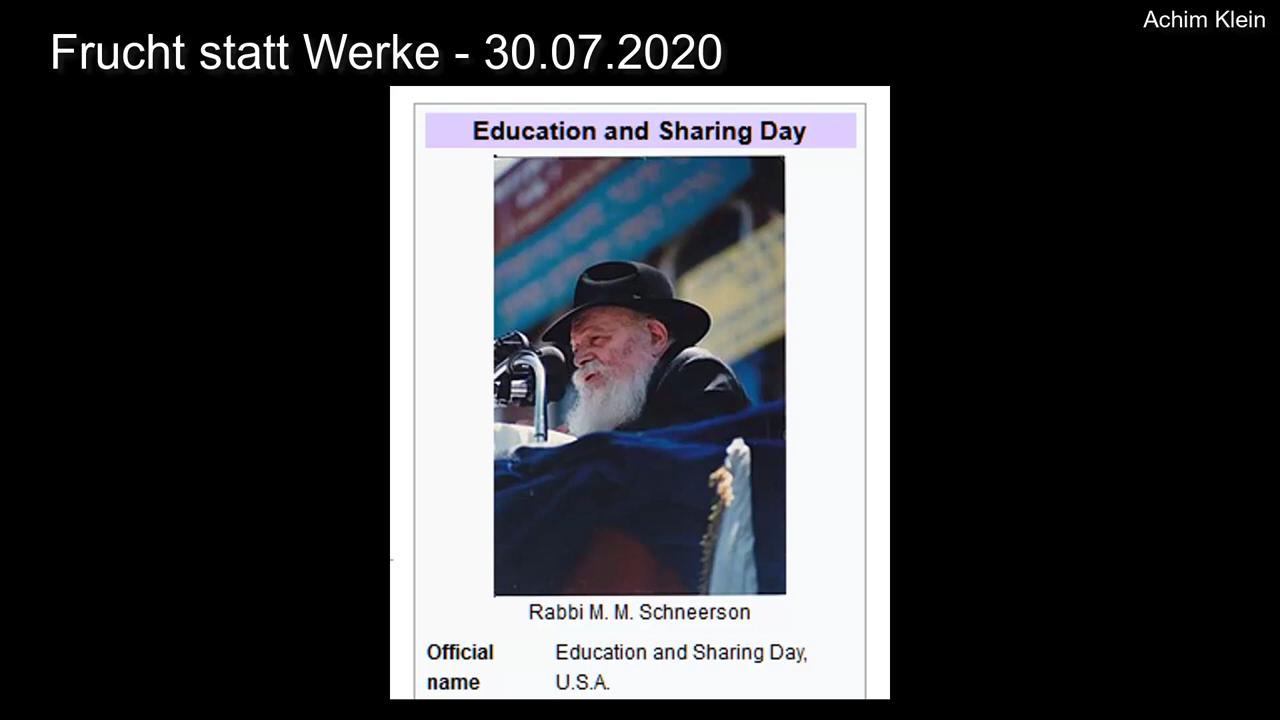 Achim Klein
Frucht statt Werke - 30.07.2020
Education and Sharing Day
Rabbi M. M. Schneerson
Official name
Education and Sharing Day, U.S.A.